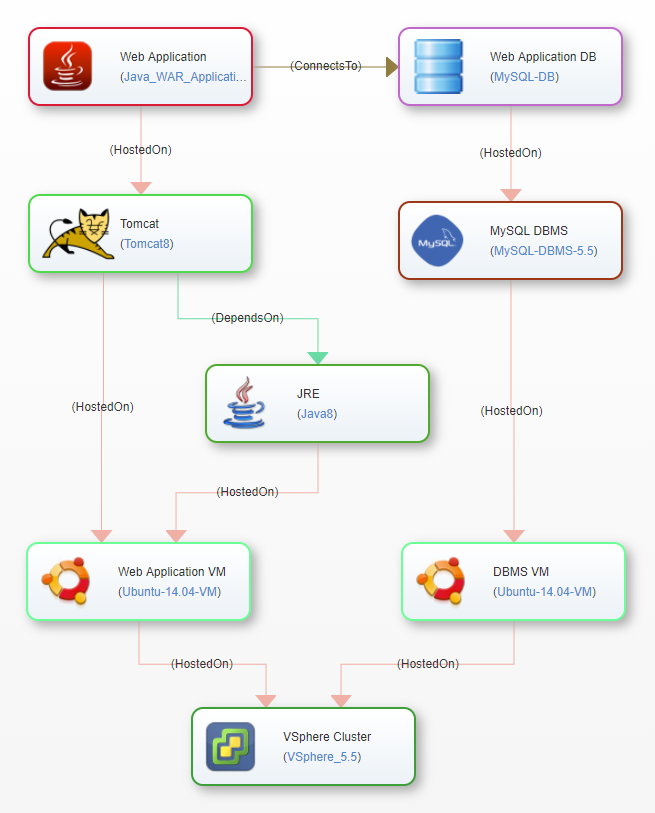 Web Application
(Java_WAR_Applicati...
(ConnectsTo)
Web Application DB
(MySQL-DB)
(HostedOn)
(HostedOn)
Tomcat
(Tomcat8)
MySQL
MySQL DBMS
(MySQL-DBMS-5.5)
(DependsOn)
JRE
(Java8)
(HostedOn)
(HostedOn)
(HostedOn)
Web Application VM
(Ubuntu-14.04-VM)
DBMS VM
(Ubuntu-14.04-VM)
(HostedOn)
(HostedOn)
VSphere Cluster
(VSphere_5.5)